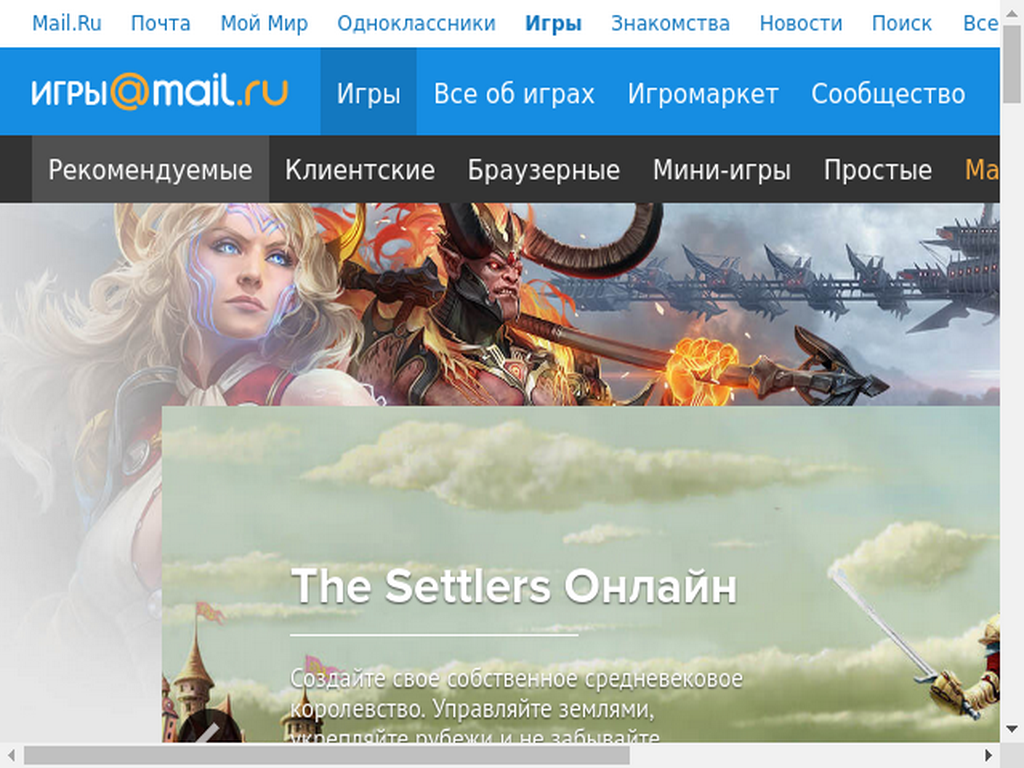 Mail.Ru Почта Мой Мир Одноклассники Игры Знакомства Новости Поиск Все
игры@mail.ru Игры Все об играх Игромаркет Сообщество
Рекомендуемые Клиентские Браузерные Мини-игры Простые Ма
The Settlers Онлайн
Создайте свое собственное средневековое
королевство. Управляйте землями,
укрепляйте рубежи и не забывайте